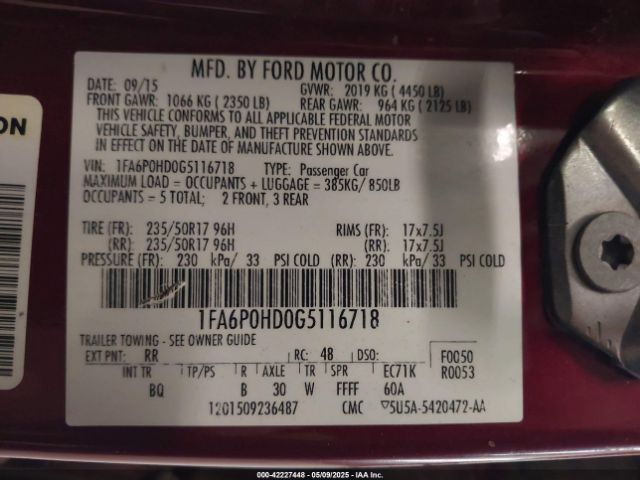 MFD. BY FORD MOTOR CO.
DATE: 09/15 GVWR: 2019 KG ( 4450 LB)
FRONT GAWR: 1066 KG ( 2350 LB) REAR GAWR: 964 KG ( 2125 LB)
THIS VEHICLE CONFORMS TO ALL APPLICABLE FEDERAL MOTOR
VEHICLE SAFETY, BUMPER, AND THEFT PREVENTION STANDARDS
IN EFFECT ON THE DATE OF MANUFACTURE SHOWN ABOVE.
VIN: 1FA6P0HD0G5116718 TYPE: Passenger Car
MAXIMUM LOAD = OCCUPANTS + LUGGAGE = 385KG/ 850LB
OCCUPANTS = 5 TOTAL; 2 FRONT, 3 REAR
TIRE (FR): 235/50R17 96H RIMS (FR): 17x7.5J
(RR): 235/50R17 96H (RR): 17x7.5J
PRESSURE (FR): 230 kPa/ 33 PSI COLD (RR): 230 kPa/ 33 PSI COLD
1FA6P0HD0G5116718
TRAILER TOWING - SEE OWNER GUIDE
EXT PNT: RR RC: 48 DSO: F0050
INT TR TP/PS R AXLE TR SPR EC71K R0053
BQ B 30 W FFFF 60A
1201509236487 CMC ▽5U5A-5420472-AA
ON
000-42227448 - 05/09/2025 - IAA, Inc.